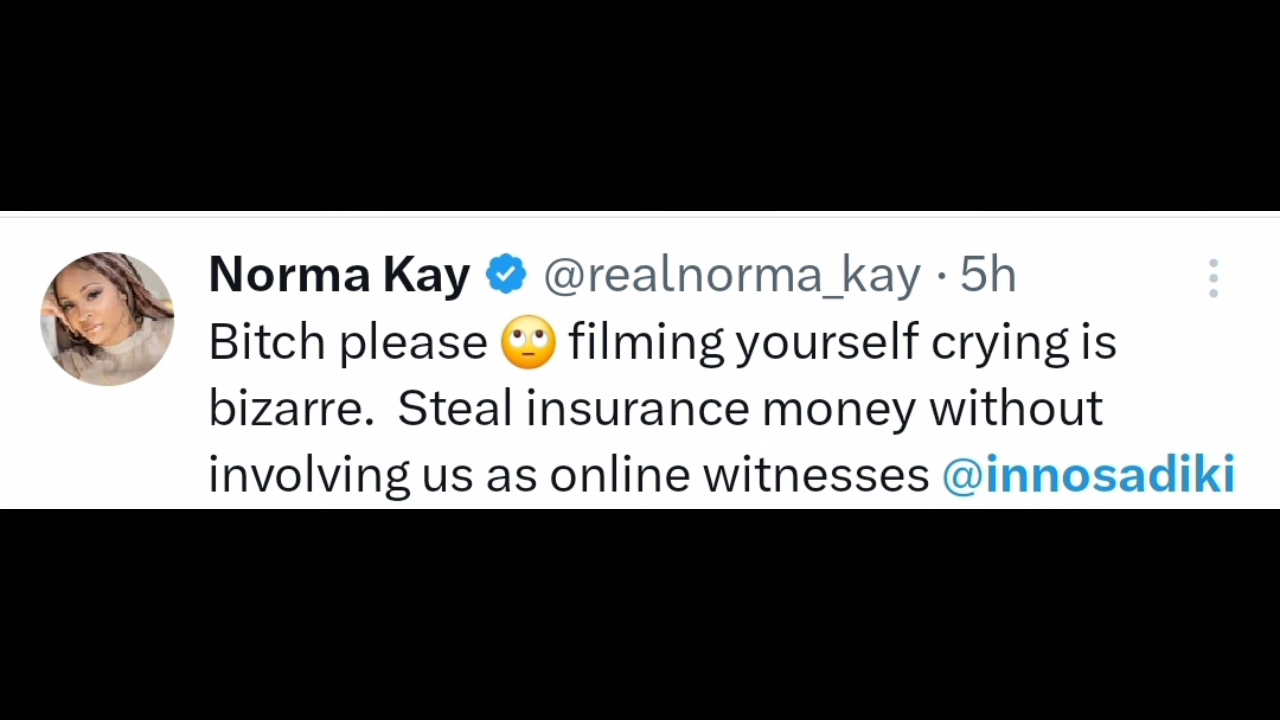 Norma Kay @realnorma_kay · 5h
Bitch please 🙄 filming yourself crying is
bizarre.  Steal insurance money without
involving us as online witnesses @innosadiki